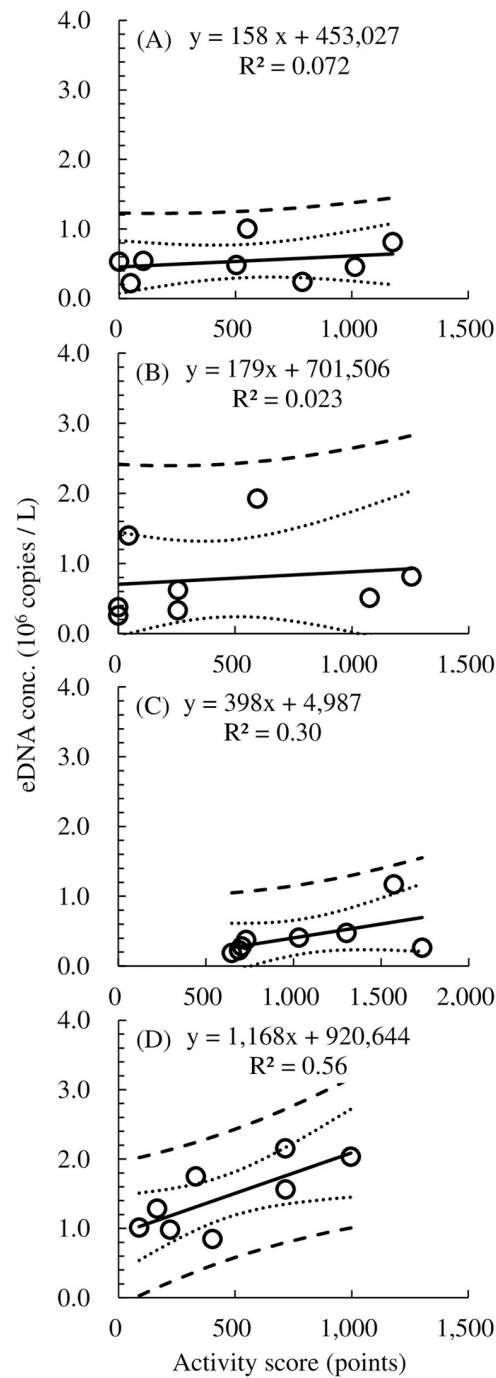 4.0
(A) y = 158 x + 453,027
R² = 0.072
3.0
2.0
1.0
0.0
0 500 1,000 1,500
4.0
(B) y = 179x + 701,506
R² = 0.023
3.0
2.0
1.0
0.0
0 500 1,000 1,500
eDNA conc. (10⁶ copies / L)
4.0
(C) y = 398x + 4,987
R² = 0.30
3.0
2.0
1.0
0.0
0 500 1,000 1,500 2,000
4.0
(D) y = 1,168x + 920,644
R² = 0.56
3.0
2.0
1.0
0.0
0 500 1,000 1,500
Activity score (points)